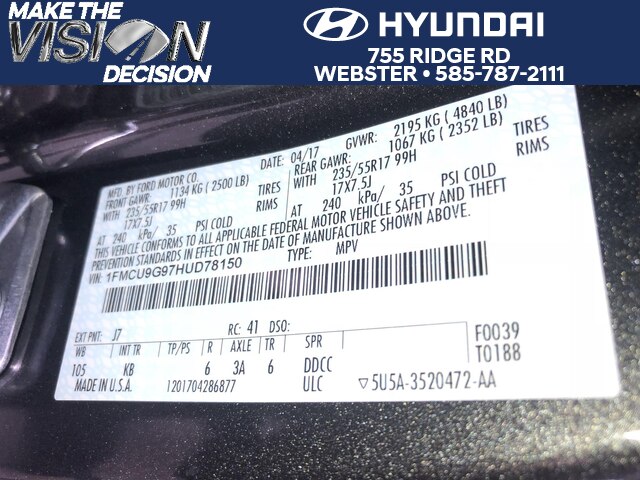 MAKE THE
VISION
DECISION
HYUNDAI
755 RIDGE RD
WEBSTER • 585-787-2111
MFD. BY FORD MOTOR CO.
DATE: 04/17
GVWR: 2195 KG ( 4840 LB)
FRONT GAWR: 1134 KG ( 2500 LB)
REAR GAWR: 1067 KG ( 2352 LB)
WITH 235/55R17 99H TIRES
WITH 235/55R17 99H TIRES
17X7.5J RIMS
17X7.5J RIMS
AT 240 kPa/ 35 PSI COLD
AT 240 kPa/ 35 PSI COLD
THIS VEHICLE CONFORMS TO ALL APPLICABLE FEDERAL MOTOR VEHICLE SAFETY AND THEFT
PREVENTION STANDARDS IN EFFECT ON THE DATE OF MANUFACTURE SHOWN ABOVE.
VIN: 1FMCU9G97HUD78150 TYPE: MPV
EXT PNT: J7 RC: 41 DSO:
WB INT TR TP/PS R AXLE TR SPR F0039
105 KB 6 3A 6 DDCC T0188
MADE IN U.S.A. 1201704286877 ULC ▽5U5A-3520472-AA